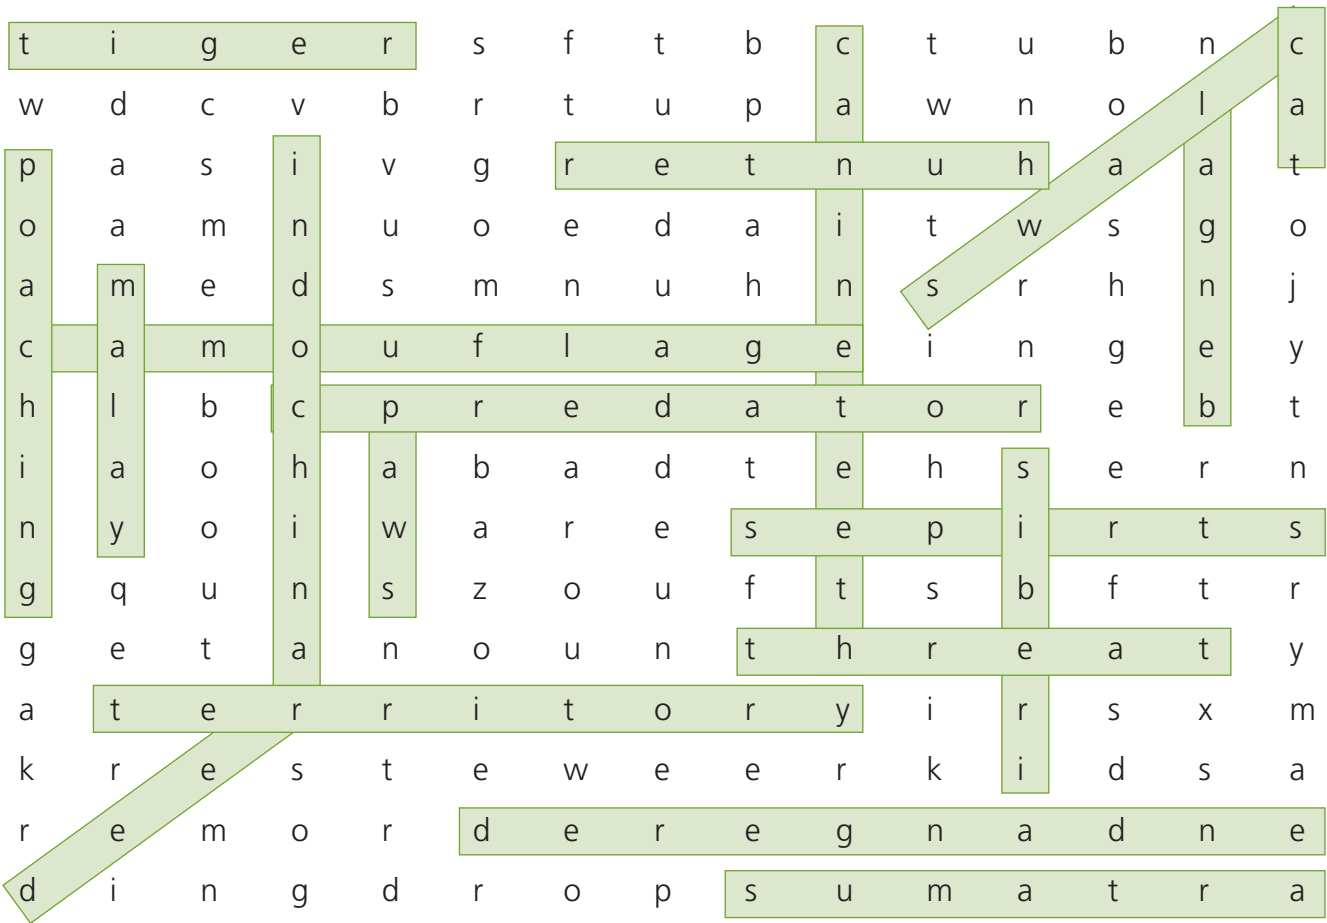 t i g e r s f t b c t u b n c
w d c v b r t u p a w n o l a
p a s i v g r e t n u h a a t
o a m n u o e d a i t w s g o
a m e d s m n u h n s r h n j
c a m o u f l a g e i n g e y
h l b c p r e d a t o r e b t
i a o h a b a d t e h s e r n
n y o i w a r e s e p i r t s
g q u n s z o u f t s b f t r
g e t a n o u n t h r e a t y
a t e r r i t o r y i r s x m
k r e s t e w e e r k i d s a
r e m o r d e r e g n a d n e
d i n g d r o p s u m a t r a